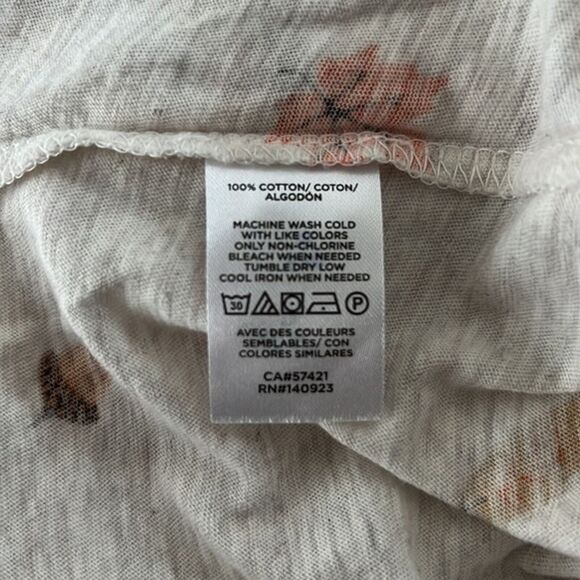 100% COTTON/ COTON/
ALGODÓN
MACHINE WASH COLD
WITH LIKE COLORS
ONLY NON-CHLORINE
BLEACH WHEN NEEDED
TUMBLE DRY LOW
COOL IRON WHEN NEEDED
30 P
AVEC DES COULEURS
SEMBLABLES/ CON
COLORES SIMILARES
CA#57421
RN#140923